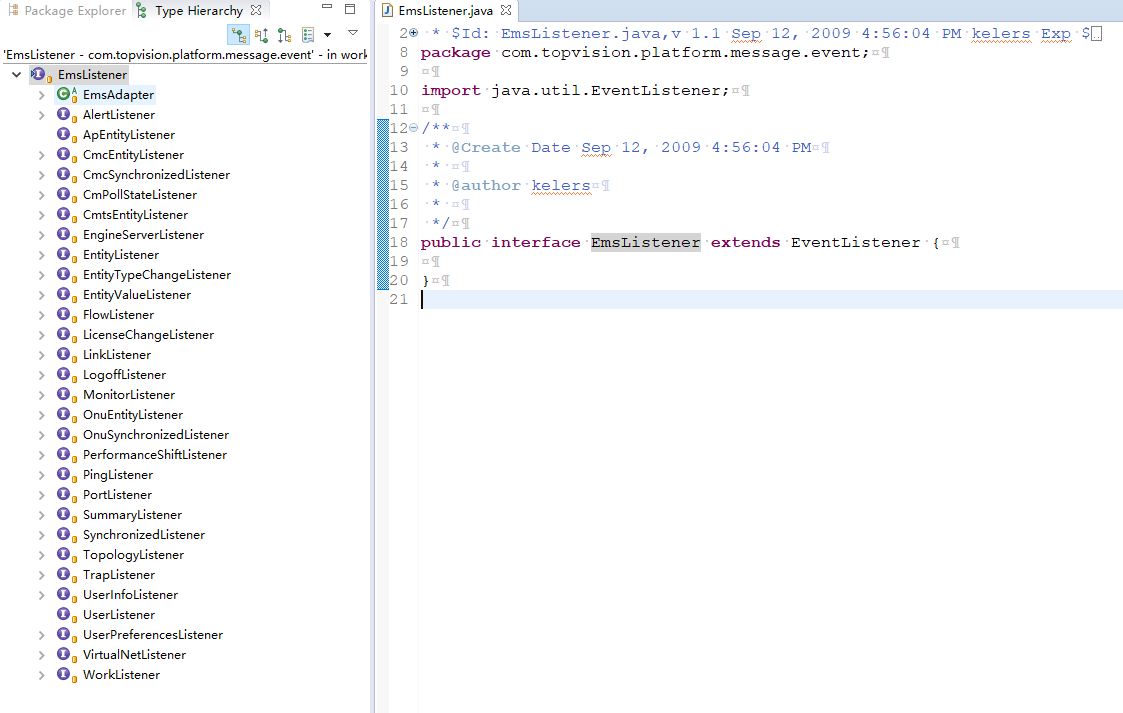 Package Explorer
Type Hierarchy
'EmsListener - com.topvision.platform.message.event' - in work
EmsListener
EmsAdapter
AlertListener
ApEntityListener
CmcEntityListener
CmcSynchronizedListener
CmPollStateListener
CmtsEntityListener
EngineServerListener
EntityListener
EntityTypeChangeListener
EntityValueListener
FlowListener
LicenseChangeListener
LinkListener
LogoffListener
MonitorListener
OnuEntityListener
OnuSynchronizedListener
PerformanceShiftListener
PingListener
PortListener
SummaryListener
SynchronizedListener
TopologyListener
TrapListener
UserInfoListener
UserListener
UserPreferencesListener
VirtualNetListener
WorkListener
EmsListener.java
2 * $Id: EmsListener.java,v 1.1 Sep 12, 2009 4:56:04 PM kelers Exp $
8 package com.topvision.platform.message.event;¤¶
9 ¤¶
10 import java.util.EventListener;¤¶
11 ¤¶
12 /**¤¶
13 * @Create Date Sep 12, 2009 4:56:04 PM¤¶
14 * ¤¶
15 * @author kelers¤¶
16 * ¤¶
17 */¤¶
18 public interface EmsListener extends EventListener {¤¶
19 ¤¶
20 }¤¶
21